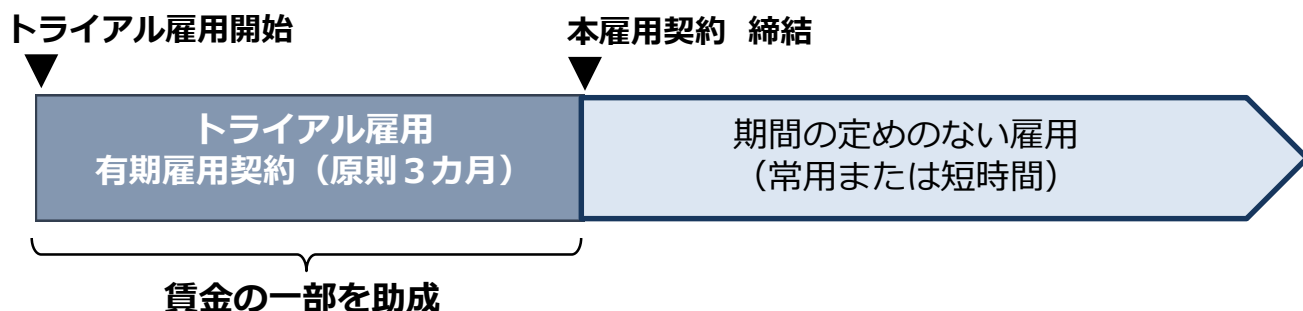 トライアル雇用開始
本雇用契約 締結
トライアル雇用
有期雇用契約（原則３カ月）
期間の定めのない雇用
（常用または短時間）
賃金の一部を助成